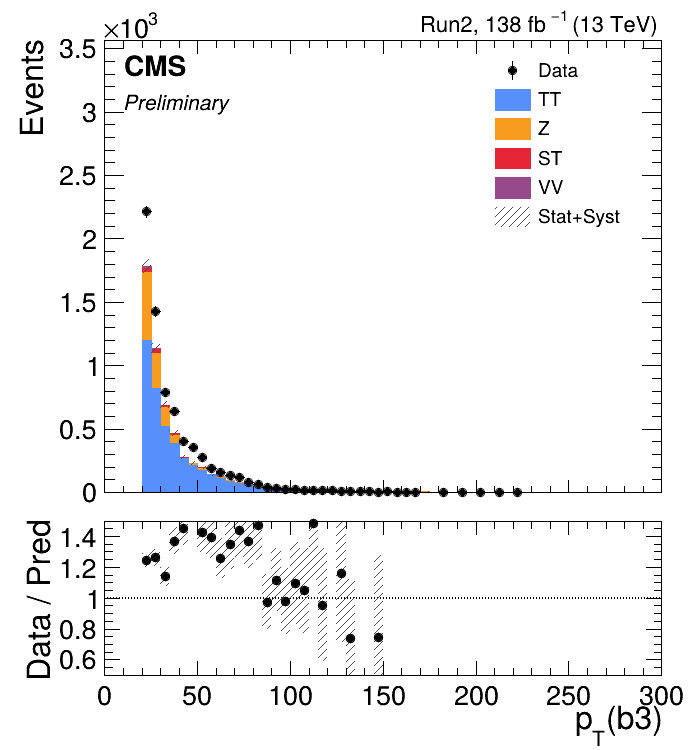 ×10³
Run2, 138 fb⁻¹ (13 TeV)
Events
3.5
3
2.5
2
1.5
1
0.5
0
CMS
Preliminary
Data
TT
Z
ST
VV
Stat+Syst
Data / Pred
1.4
1.2
1
0.8
0.6
0 50 100 150 200 250 300
p_T(b3)